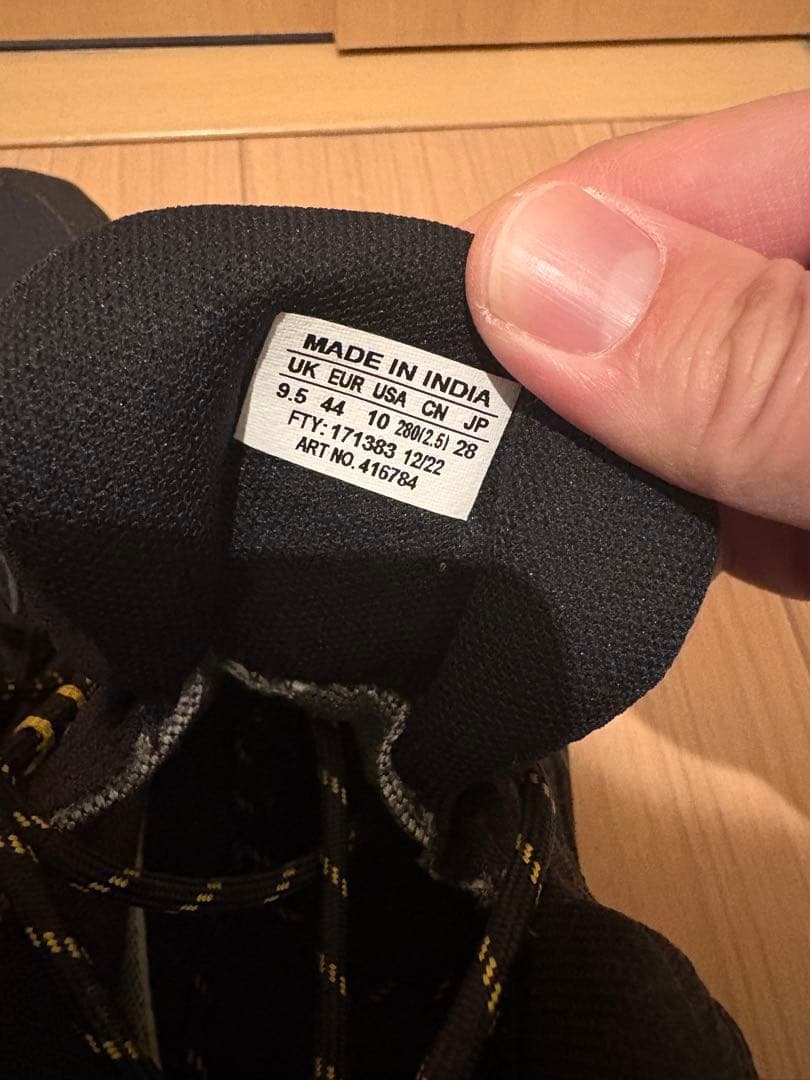 MADE IN INDIA
UK EUR USA CN JP
9.5 44 10 280(2.5) 28
FTY: 171383 12/22
ART NO. 416784